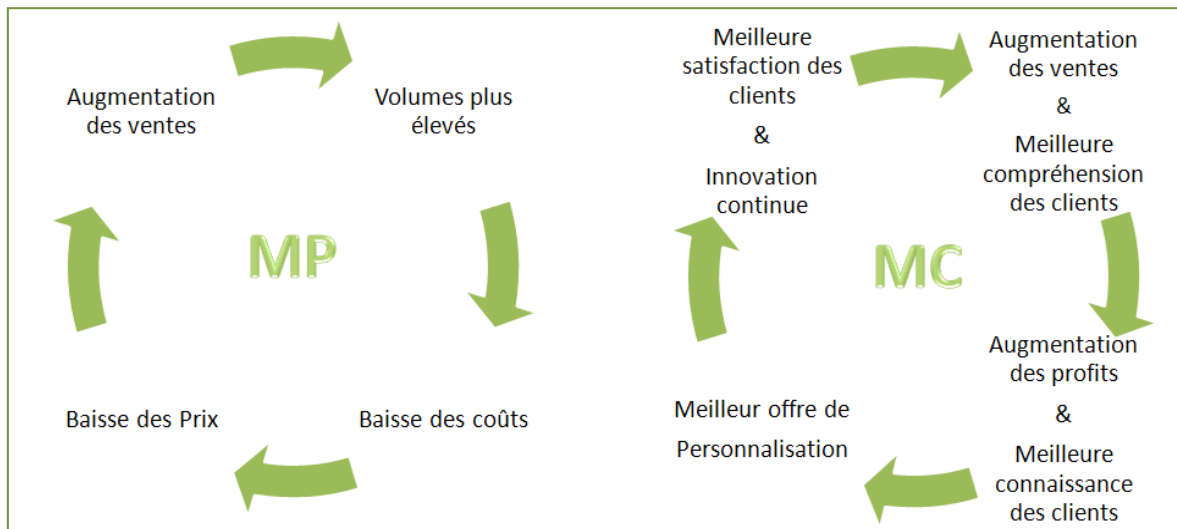 Augmentation
des ventes
Volumes plus
élevés
MP
Baisse des Prix
Baisse des coûts
Meilleure
satisfaction des
clients
&
Innovation
continue
Augmentation
des ventes
&
Meilleure
compréhension
des clients
MC
Meilleur offre de
Personnalisation
Augmentation
des profits
&
Meilleure
connaissance
des clients